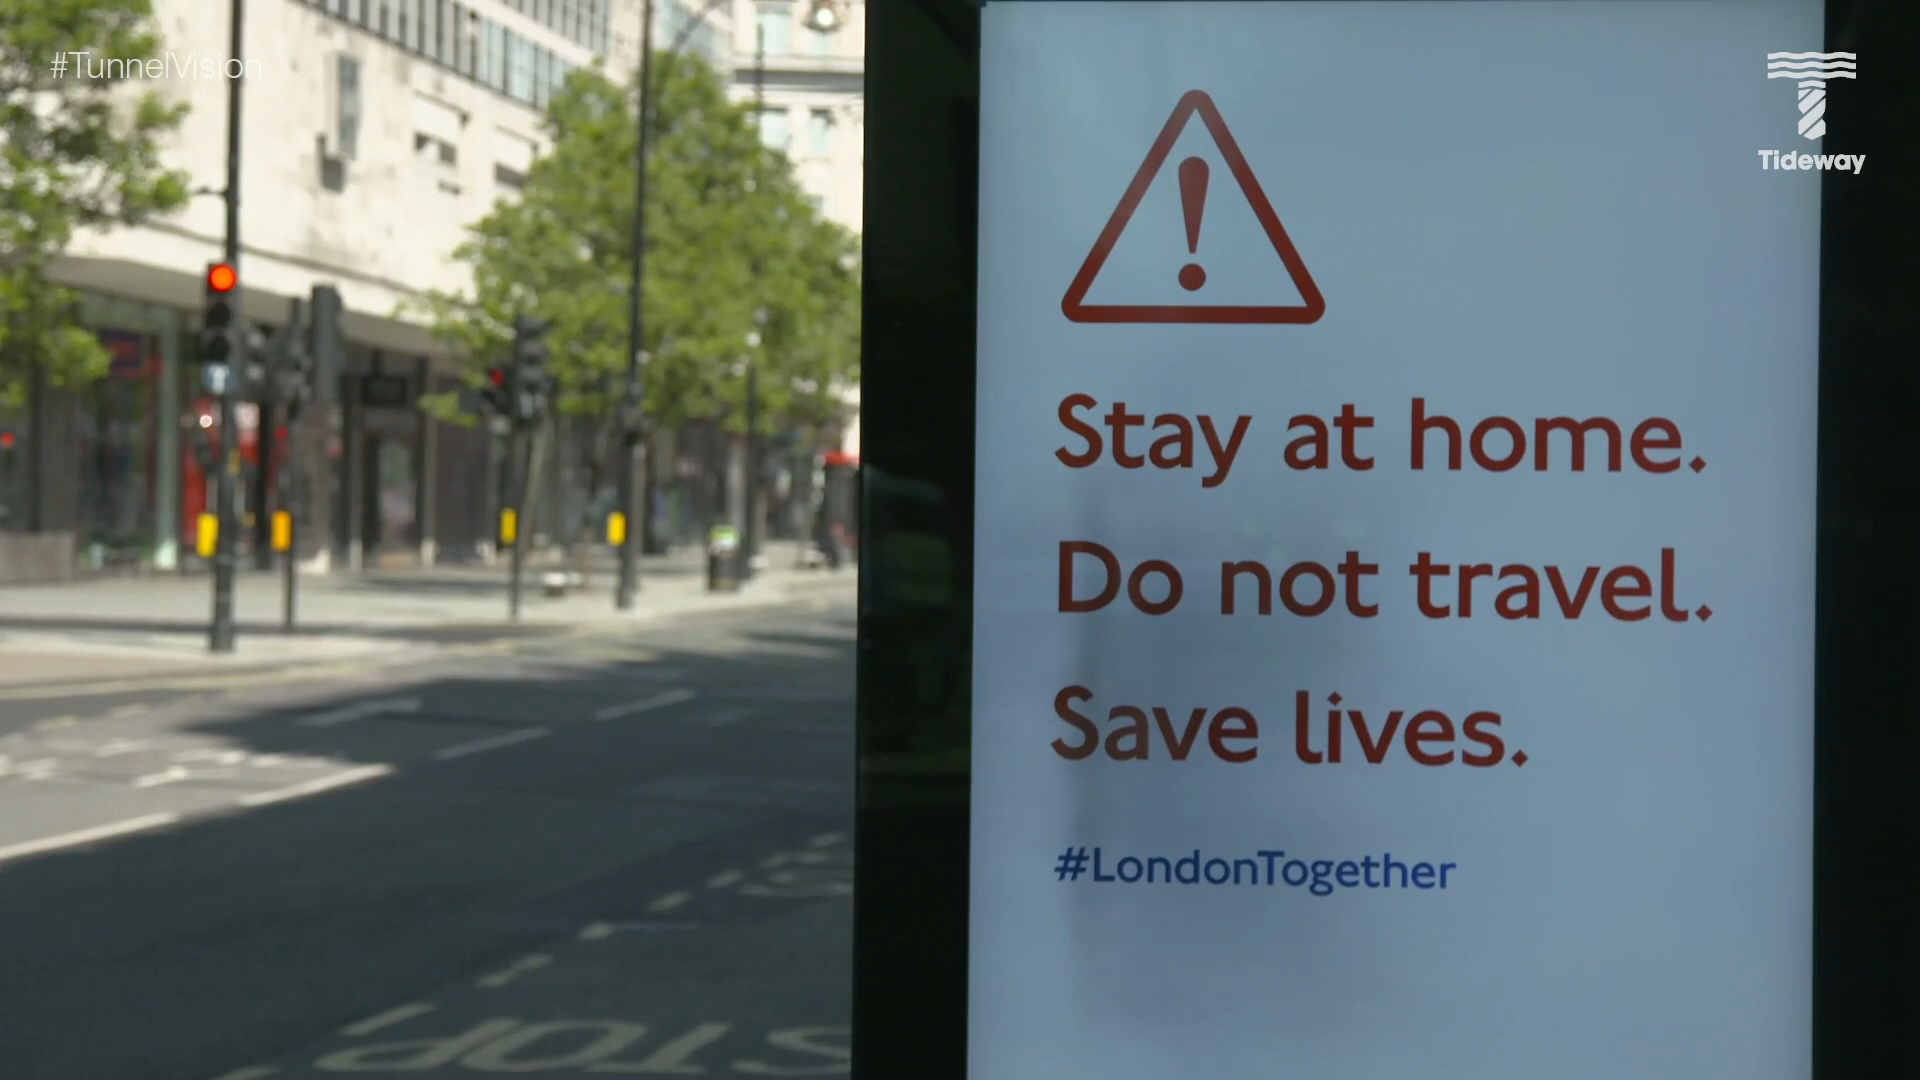 #TunnelVision
Tideway
Stay at home.
Do not travel.
Save lives.
#LondonTogether
STOP